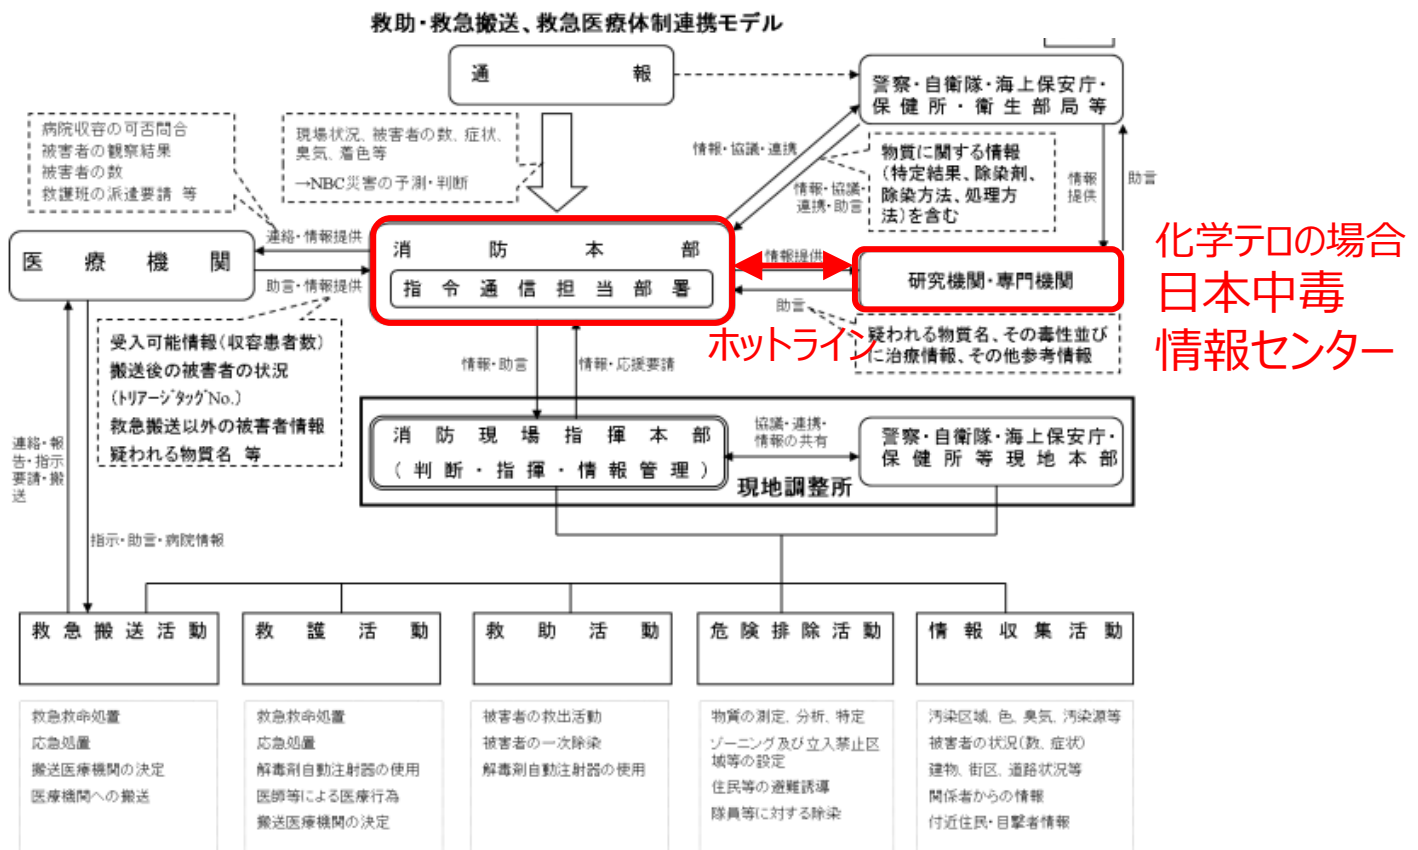 救助・救急搬送、救急医療体制連携モデル
通報
警察・自衛隊・海上保安庁・
保健所・衛生部局等
病院収容の可否問合
被害者の観察結果
被害者の数
救護班の派遣要請 等
現場状況、被害者の数、症状、
臭気、着色等
→NBC災害の予測・判断
情報・協議・連携
情報・協議・
連携・助言
物質に関する情報
(特定結果、除染剤、
除染方法、処理方
法)を含む
情報
提供
助言
連絡・情報提供
医療機関
助言・情報提供
消防本部
指令通信担当部署
情報提供
研究機関・専門機関
助言
ホットライン
化学テロの場合
日本中毒
情報センター
疑われる物質名、その毒性並び
に治療情報、その他参考情報
受入可能情報(収容患者数)
搬送後の被害者の状況
(トリアージタッグNo.)
救急搬送以外の被害者情報
疑われる物質名 等
情報・助言
情報・応援要請
連絡・報
告・指示
要請・搬
送
指示・助言・病院情報
消防現場指揮本部
(判断・指揮・情報管理)
協議・連携・
情報の共有
警察・自衛隊・海上保安庁・
保健所等現地本部
現地調整所
救急搬送活動
救護活動
救助活動
危険排除活動
情報収集活動
救急救命処置
応急処置
搬送医療機関の決定
医療機関への搬送
救急救命処置
応急処置
解毒剤自動注射器の使用
医師等による医療行為
搬送医療機関の決定
被害者の救出活動
被害者の一次除染
解毒剤自動注射器の使用
物質の測定、分析、特定
ゾーニング及び立入禁止区
域等の設定
住民等の避難誘導
隊員等に対する除染
汚染区域、色、臭気、汚染源等
被害者の状況(数、症状)
建物、街区、道路状況等
関係者からの情報
付近住民・目撃者情報